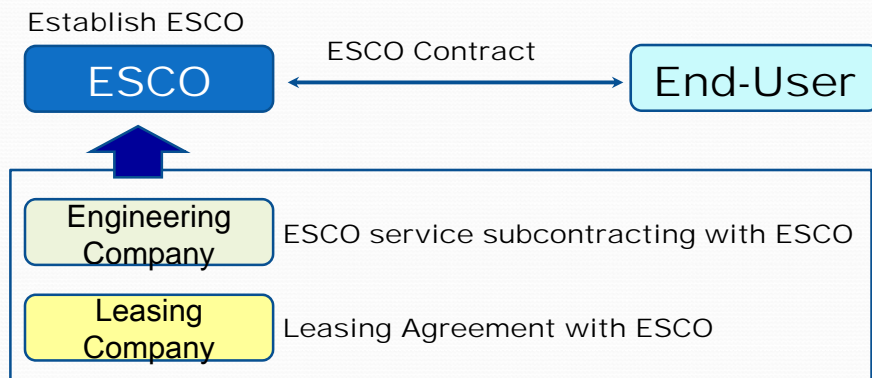 Establish ESCO
ESCO
ESCO Contract
End-User
Engineering
Company
ESCO service subcontracting with ESCO
Leasing
Company
Leasing Agreement with ESCO